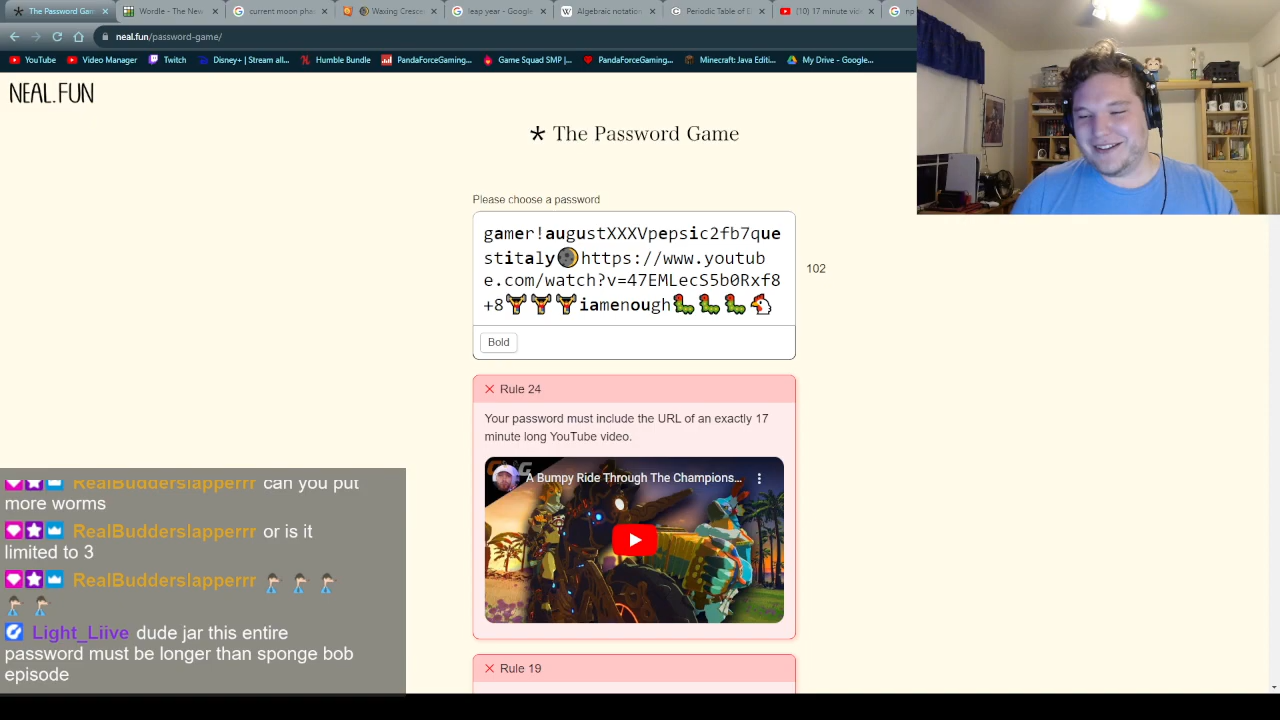 The Password Gam
Wordle - The New
current moon pha
Waxing Cresce
leap year - Google
Algebraic notation
Periodic Table of E
(10) 17 minute vide
neal.fun/password-game/
YouTube
Video Manager
Twitch
Disney+ | Stream all...
Humble Bundle
PandaForceGaming...
Game Squad SMP |...
PandaForceGaming...
Minecraft: Java Editi...
My Drive - Google...
NEAL.FUN
* The Password Game
Please choose a password
gamer!augustXXXVpepsic2fb7que
stitaly🌘https://www.youtub
e.com/watch?v=47EMLecS5b0Rxf8
+8🏋️🏋️🏋️iamenough🐛🐛🐛🐔
102
Bold
Rule 24
Your password must include the URL of an exactly 17
minute long YouTube video.
A Bumpy Ride Through The Champions...
Rule 19
RealBudderslapperrr can you put
more worms
RealBudderslapperrr or is it
limited to 3
RealBudderslapperrr
Light_Liive dude jar this entire
password must be longer than sponge bob
episode